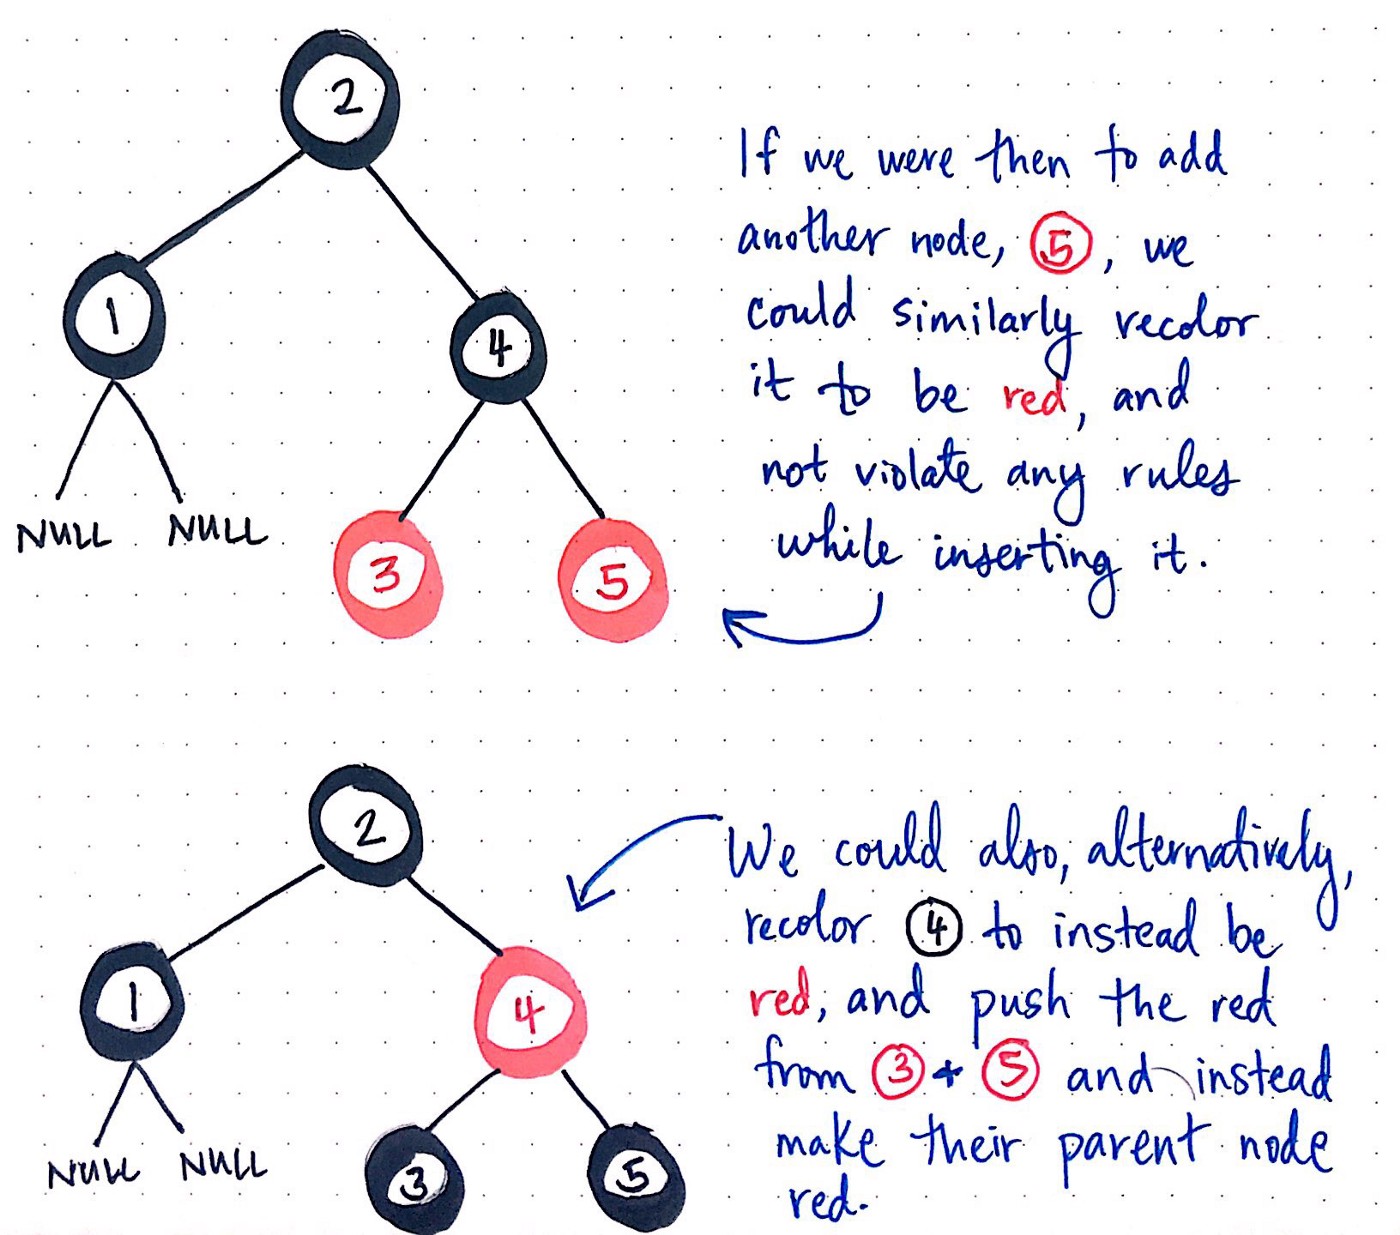 2
1
4
NULL NULL
3
5
If we were then to add
another node, 5, we
could similarly recolor
it to be red, and
not violate any rules
while inserting it.
2
1
4
NULL NULL
3
5
We could also, alternatively,
recolor 4 to instead be
red, and push the red
from 3 + 5 and instead
make their parent node
red.